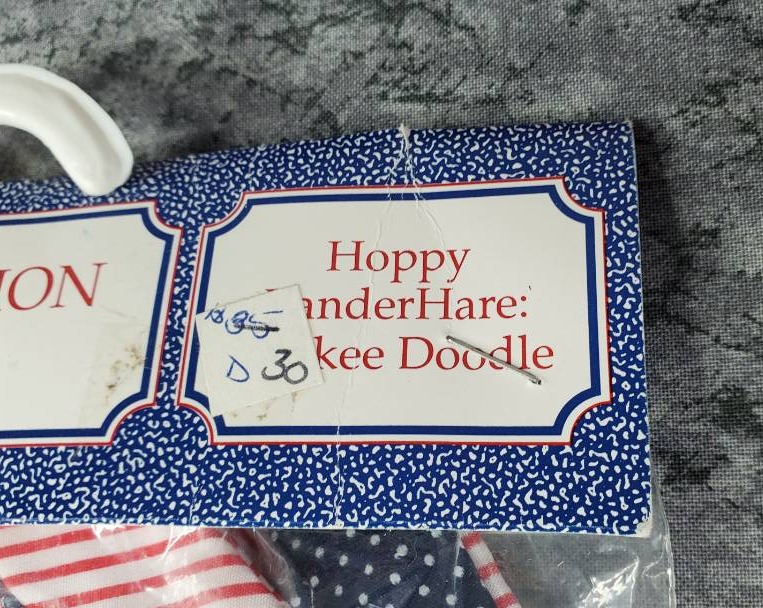 ION
Hoppy
anderHare:
kee Doodle
D 30